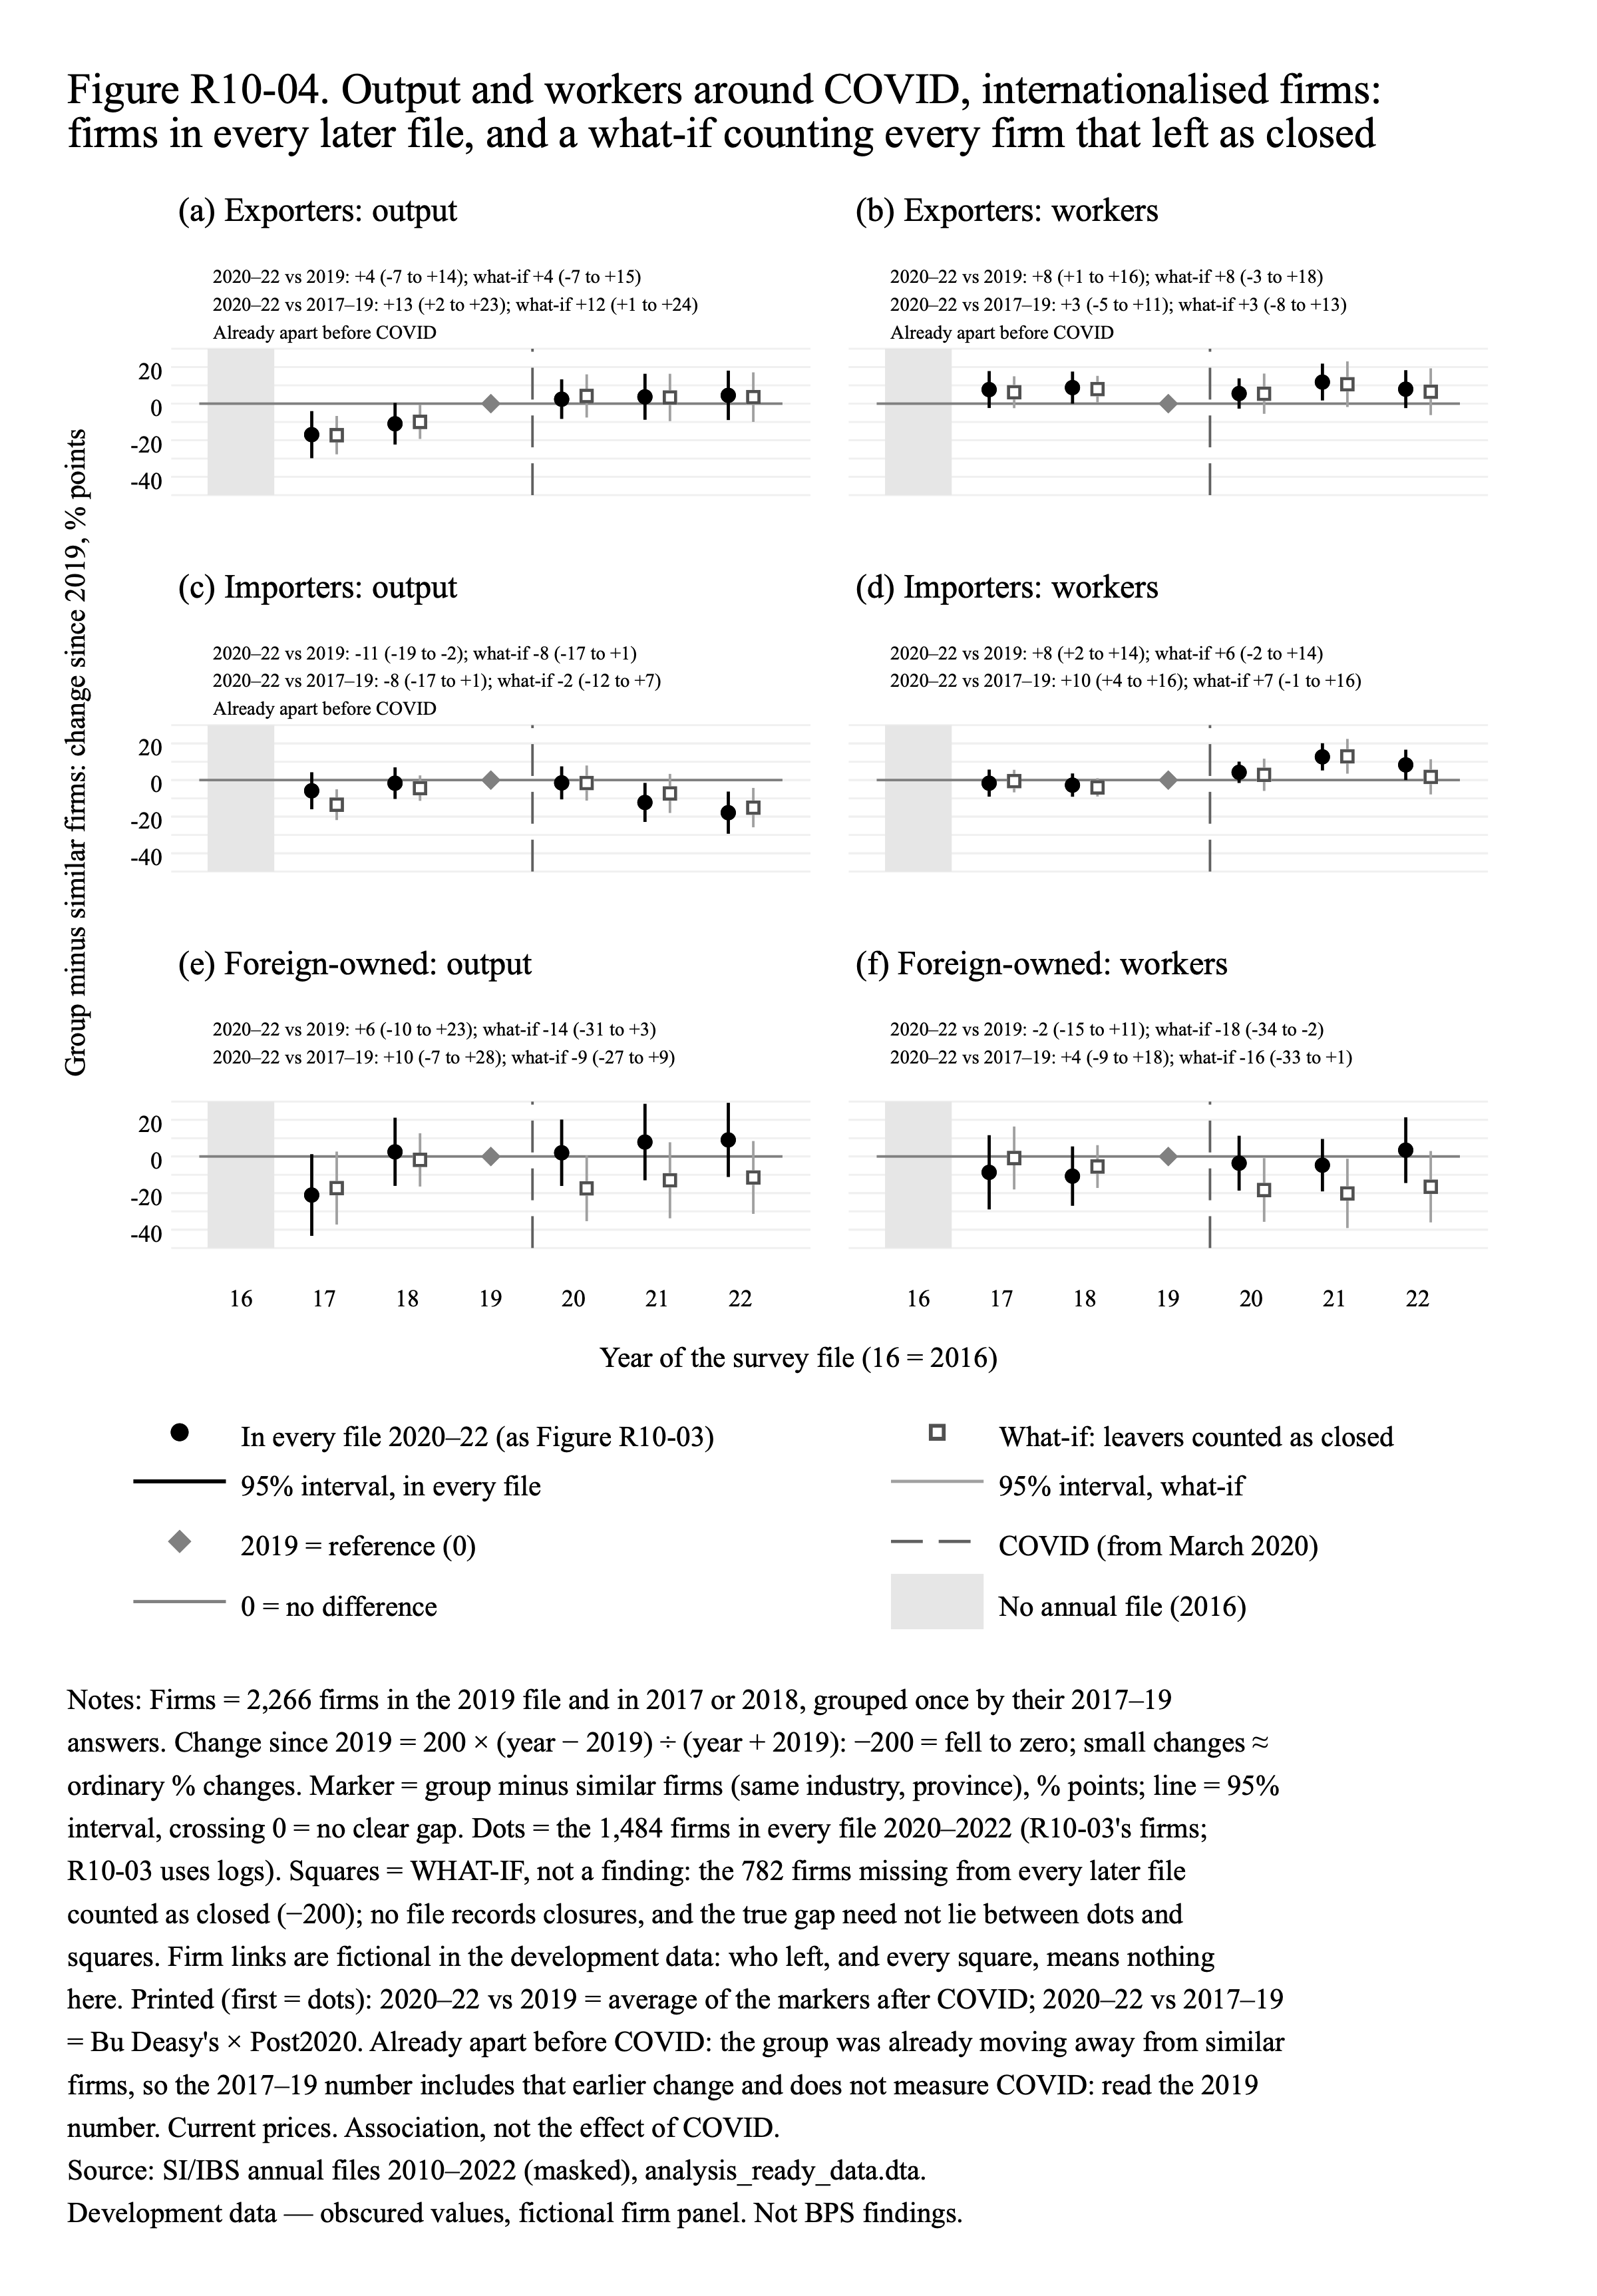 Figure R10-04. Output and workers around COVID, internationalised firms:
firms in every later file, and a what-if counting every firm that left as closed
(a) Exporters: output
2020–22 vs 2019: +4 (-7 to +14); what-if +4 (-7 to +15)
2020–22 vs 2017–19: +13 (+2 to +23); what-if +12 (+1 to +24)
Already apart before COVID
20
0
-20
-40
(b) Exporters: workers
2020–22 vs 2019: +8 (+1 to +16); what-if +8 (-3 to +18)
2020–22 vs 2017–19: +3 (-5 to +11); what-if +3 (-8 to +13)
Already apart before COVID
Group minus similar firms: change since 2019, % points
(c) Importers: output
2020–22 vs 2019: -11 (-19 to -2); what-if -8 (-17 to +1)
2020–22 vs 2017–19: -8 (-17 to +1); what-if -2 (-12 to +7)
Already apart before COVID
20
0
-20
-40
(d) Importers: workers
2020–22 vs 2019: +8 (+2 to +14); what-if +6 (-2 to +14)
2020–22 vs 2017–19: +10 (+4 to +16); what-if +7 (-1 to +16)
(e) Foreign-owned: output
2020–22 vs 2019: +6 (-10 to +23); what-if -14 (-31 to +3)
2020–22 vs 2017–19: +10 (-7 to +28); what-if -9 (-27 to +9)
20
0
-20
-40
(f) Foreign-owned: workers
2020–22 vs 2019: -2 (-15 to +11); what-if -18 (-34 to -2)
2020–22 vs 2017–19: +4 (-9 to +18); what-if -16 (-33 to +1)
16 17 18 19 20 21 22
16 17 18 19 20 21 22
Year of the survey file (16 = 2016)
In every file 2020–22 (as Figure R10-03)
What-if: leavers counted as closed
95% interval, in every file
95% interval, what-if
2019 = reference (0)
COVID (from March 2020)
0 = no difference
No annual file (2016)
Notes: Firms = 2,266 firms in the 2019 file and in 2017 or 2018, grouped once by their 2017–19
answers. Change since 2019 = 200 × (year − 2019) ÷ (year + 2019): −200 = fell to zero; small changes ≈
ordinary % changes. Marker = group minus similar firms (same industry, province), % points; line = 95%
interval, crossing 0 = no clear gap. Dots = the 1,484 firms in every file 2020–2022 (R10-03's firms;
R10-03 uses logs). Squares = WHAT-IF, not a finding: the 782 firms missing from every later file
counted as closed (−200); no file records closures, and the true gap need not lie between dots and
squares. Firm links are fictional in the development data: who left, and every square, means nothing
here. Printed (first = dots): 2020–22 vs 2019 = average of the markers after COVID; 2020–22 vs 2017–19
= Bu Deasy's × Post2020. Already apart before COVID: the group was already moving away from similar
firms, so the 2017–19 number includes that earlier change and does not measure COVID: read the 2019
number. Current prices. Association, not the effect of COVID.
Source: SI/IBS annual files 2010–2022 (masked), analysis_ready_data.dta.
Development data — obscured values, fictional firm panel. Not BPS findings.